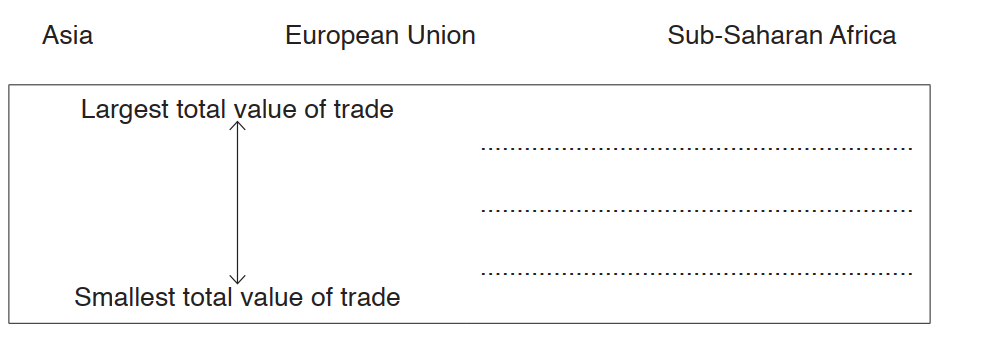 Asia European Union Sub-Saharan Africa
Largest total value of trade
Smallest total value of trade